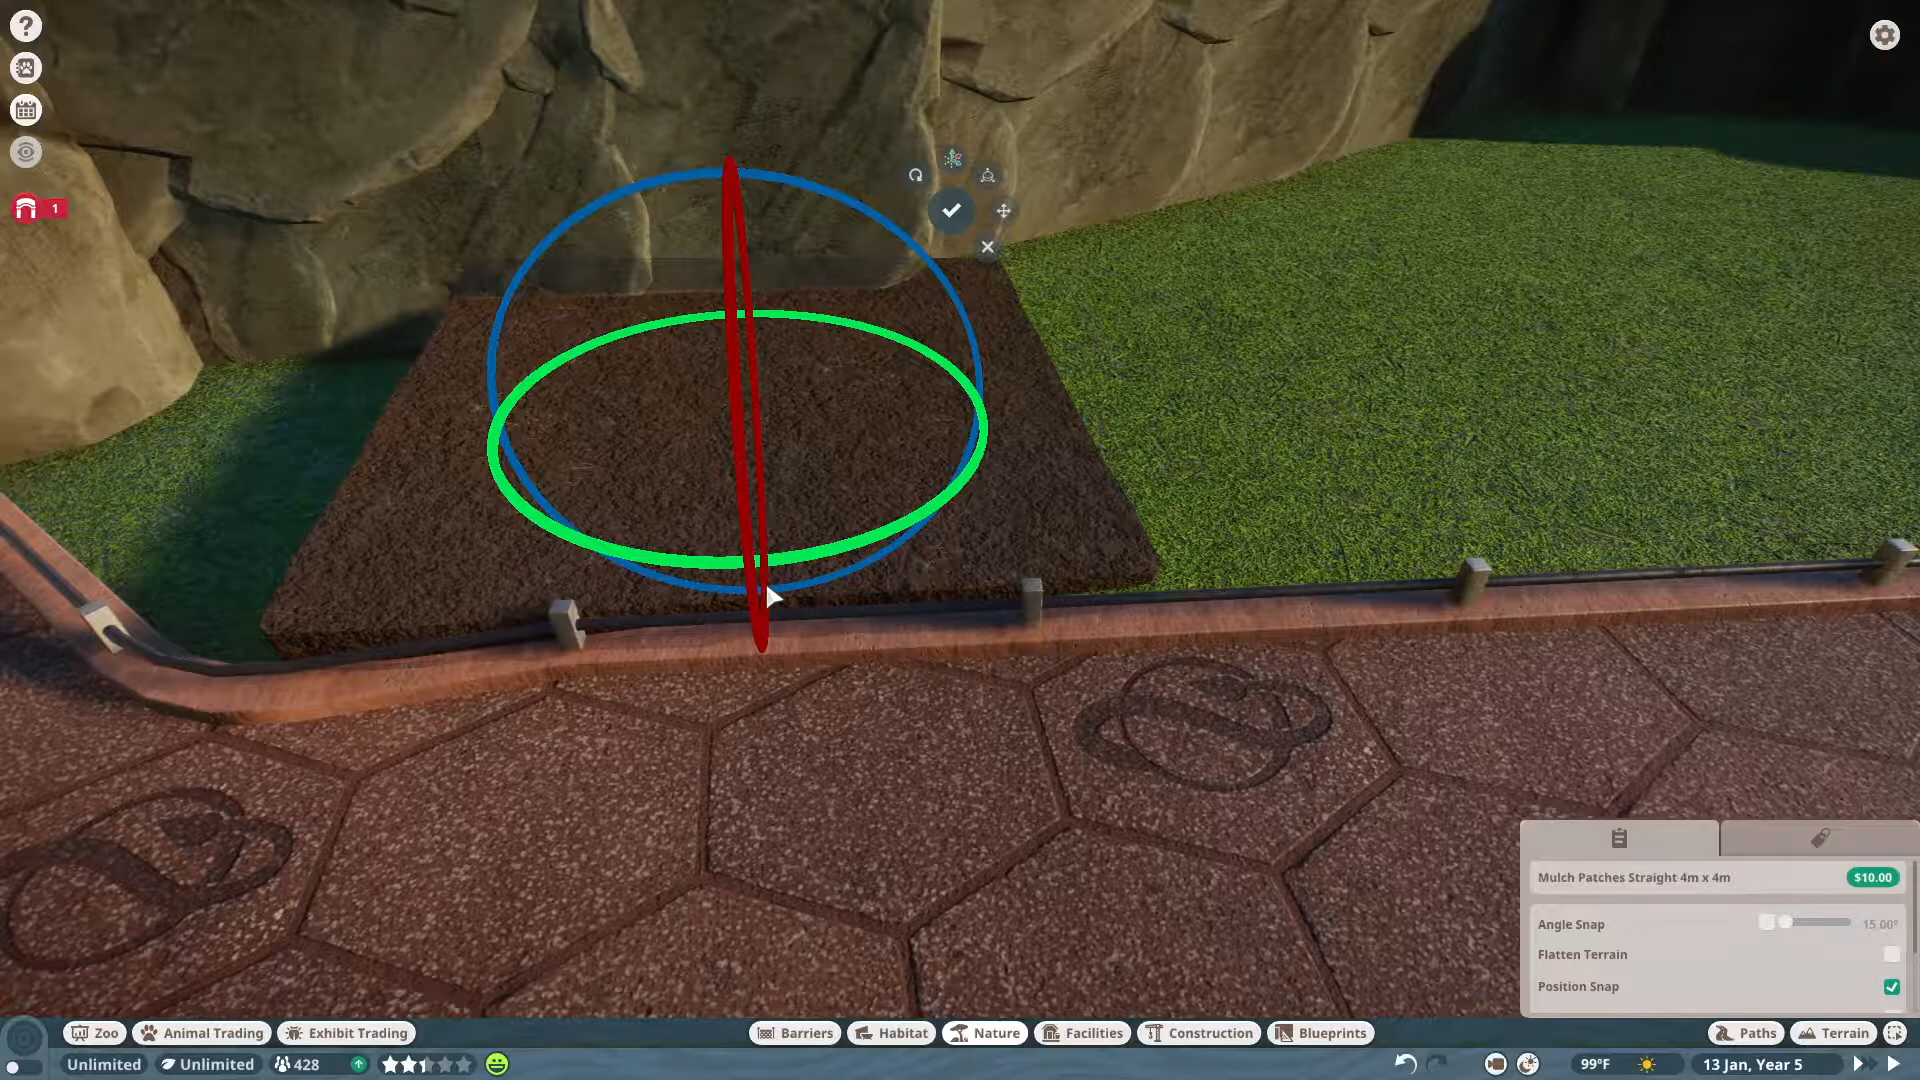 ?
1
Mulch Patches Straight 4m x 4m
$10.00
Angle Snap
15.00°
Flatten Terrain
Position Snap
Zoo
Animal Trading
Exhibit Trading
Barriers
Habitat
Nature
Facilities
Construction
Blueprints
Paths
Terrain
Unlimited
Unlimited
428
99°F
13 Jan, Year 5